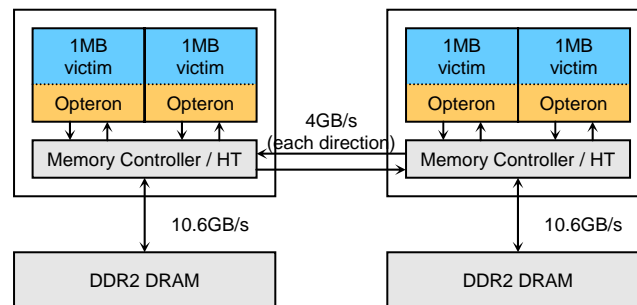 1MB victim
1MB victim
Opteron
Opteron
Memory Controller / HT
10.6GB/s
DDR2 DRAM
4GB/s
(each direction)
1MB victim
1MB victim
Opteron
Opteron
Memory Controller / HT
10.6GB/s
DDR2 DRAM